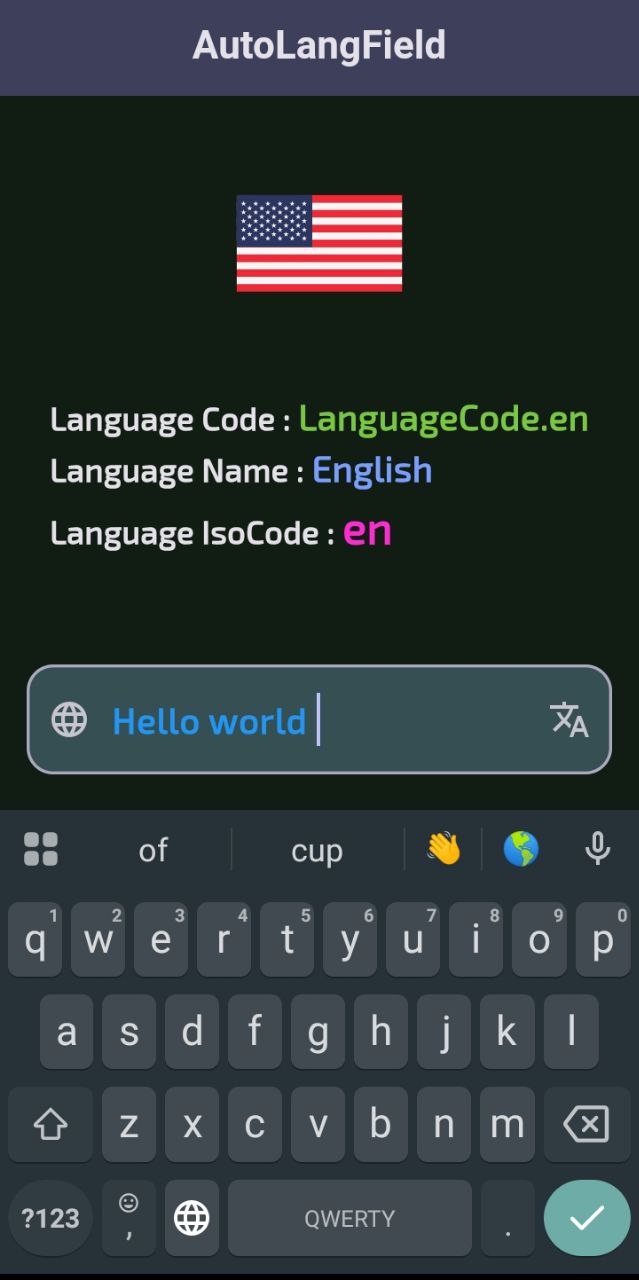 AutoLangField
Language Code : LanguageCode.en
Language Name : English
Language IsoCode : en
Hello world
of cup
1 2 3 4 5 6 7 8 9 0
q w e r t y u i o p
a s d f g h j k l
z x c v b n m
?123 , QWERTY .